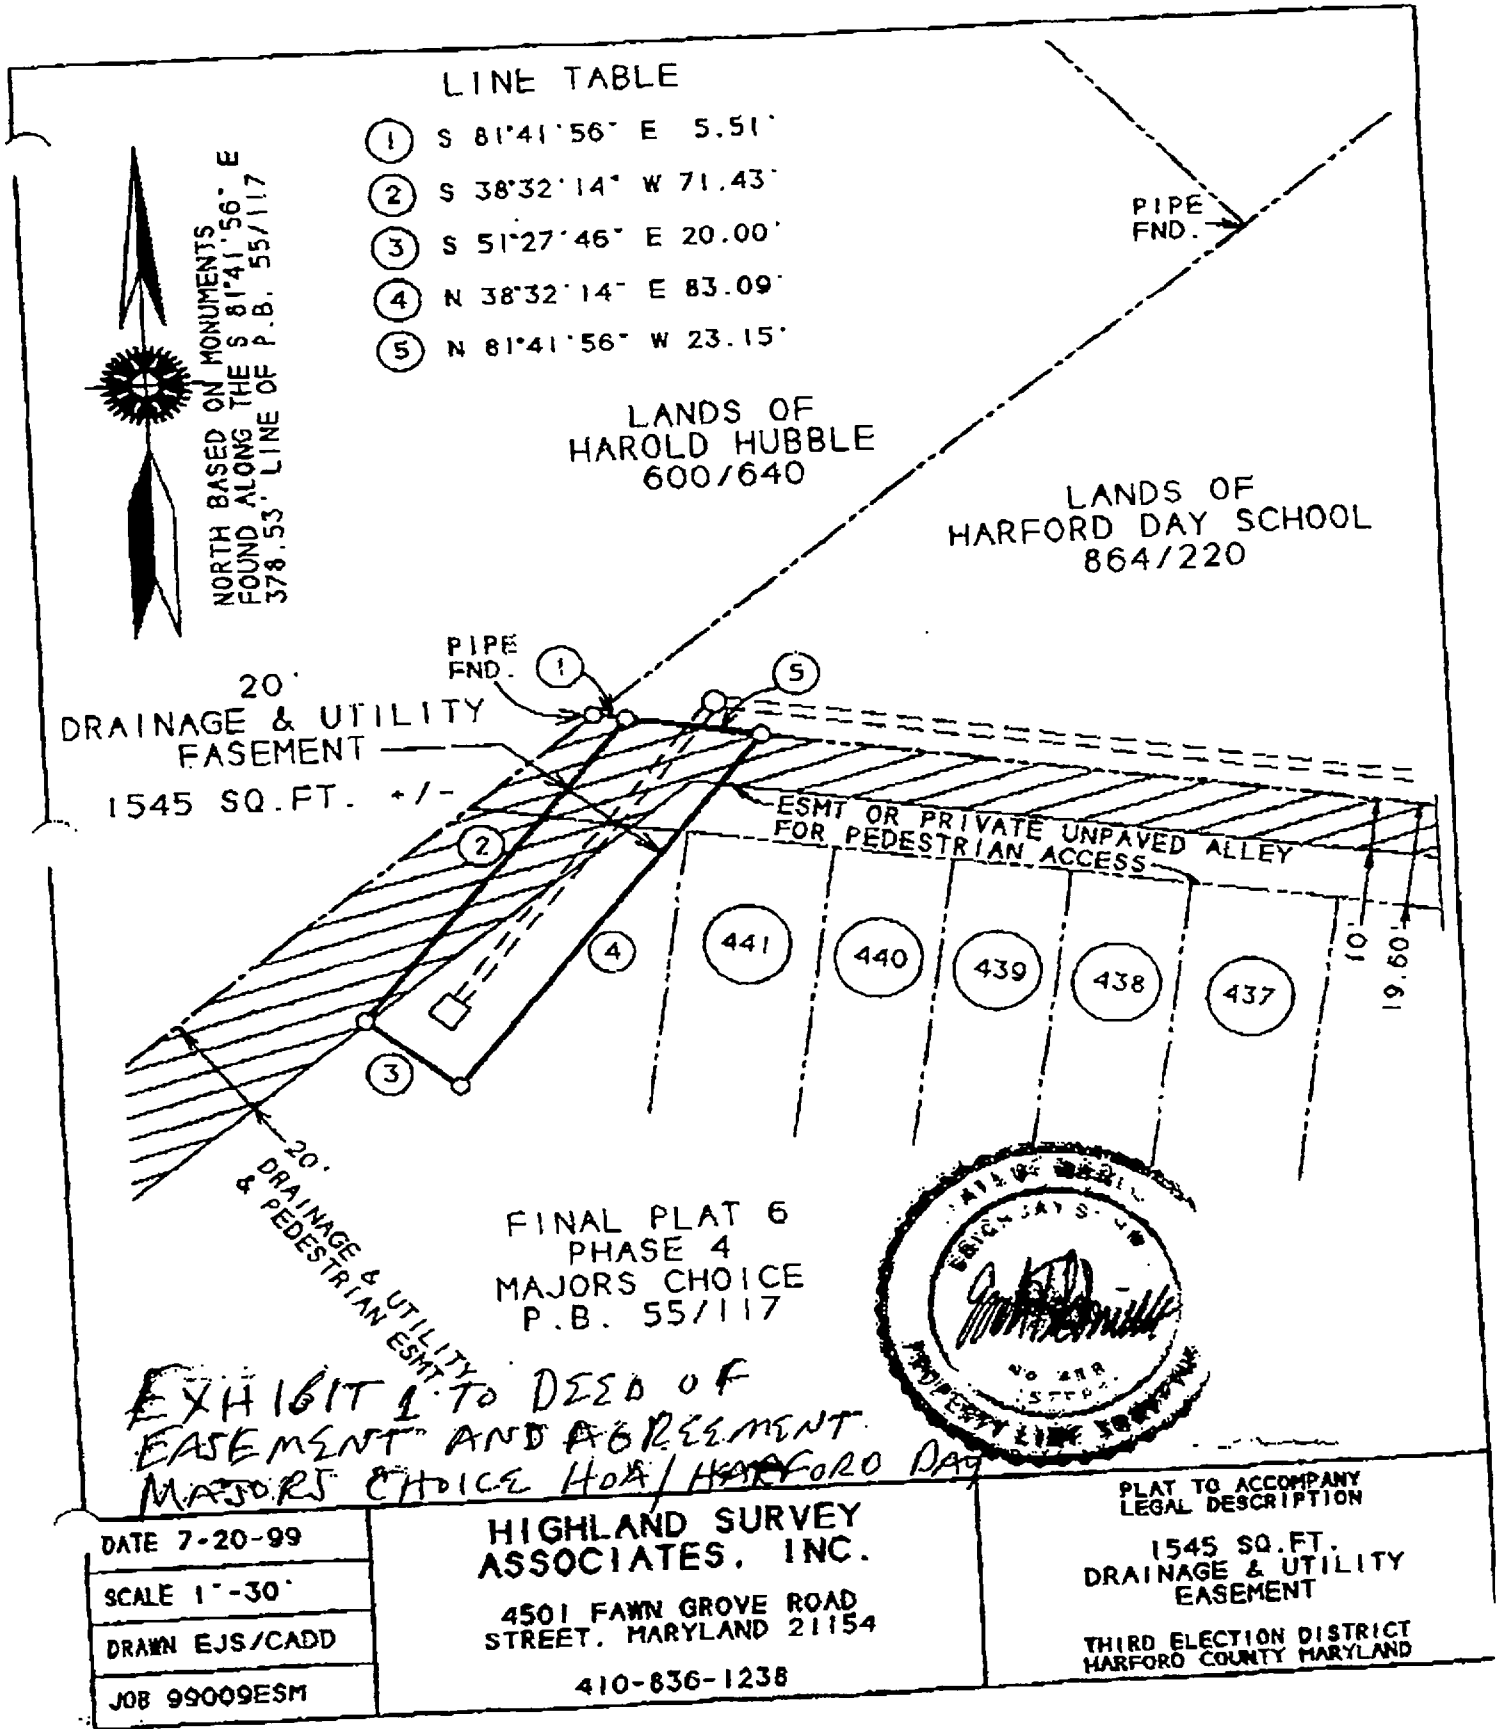 LINE TABLE
1 S 81°41'56" E 5.51'
2 S 38°32'14" W 71.43'
3 S 51°27'46" E 20.00'
4 N 38°32'14" E 83.09'
5 N 81°41'56" W 23.15'
NORTH BASED ON MONUMENTS
FOUND ALONG THE S 81°41'56" E
378.53' LINE OF P.B. 55/117
PIPE
FND.
LANDS OF
HAROLD HUBBLE
600/640
LANDS OF
HARFORD DAY SCHOOL
864/220
PIPE
FND.
1
5
20'
DRAINAGE & UTILITY
EASEMENT
1545 SQ.FT. +/-
ESMT OR PRIVATE UNPAVED ALLEY
FOR PEDESTRIAN ACCESS
2
4
3
441
440
439
438
437
10'
19.60'
20'
DRAINAGE & UTILITY
& PEDESTRIAN ESMT
FINAL PLAT 6
PHASE 4
MAJORS CHOICE
P.B. 55/117
PROPERTY LINE
EXHIBIT 1 TO DEED OF
EASEMENT AND AGREEMENT
MAJORS CHOICE HOA/HARFORD DAY
DATE 7-20-99
SCALE 1"-30'
DRAWN EJS/CADD
JOB 99009ESM
HIGHLAND SURVEY
ASSOCIATES, INC.
4501 FAWN GROVE ROAD
STREET, MARYLAND 21154
410-836-1238
PLAT TO ACCOMPANY
LEGAL DESCRIPTION
1545 SQ.FT.
DRAINAGE & UTILITY
EASEMENT
THIRD ELECTION DISTRICT
HARFORD COUNTY MARYLAND